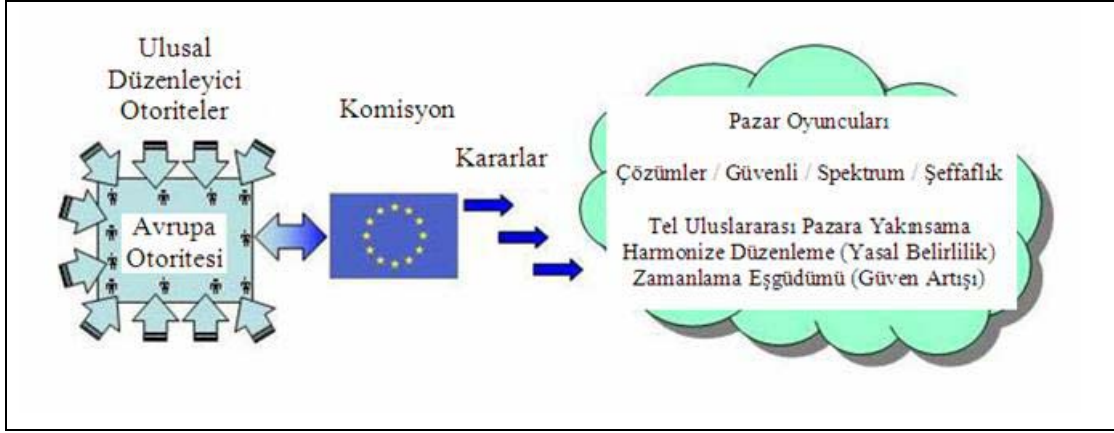 Ulusal
Düzenleyici
Otoriteler
Avrupa
Otoritesi
Komisyon
Kararlar
Pazar Oyuncuları
Çözümler / Güvenli / Spektrum / Şeffaflık
Tel Uluslararası Pazara Yakınsama
Harmonize Düzenleme (Yasal Belirlilik)
Zamanlama Eşgüdümü (Güven Artışı)